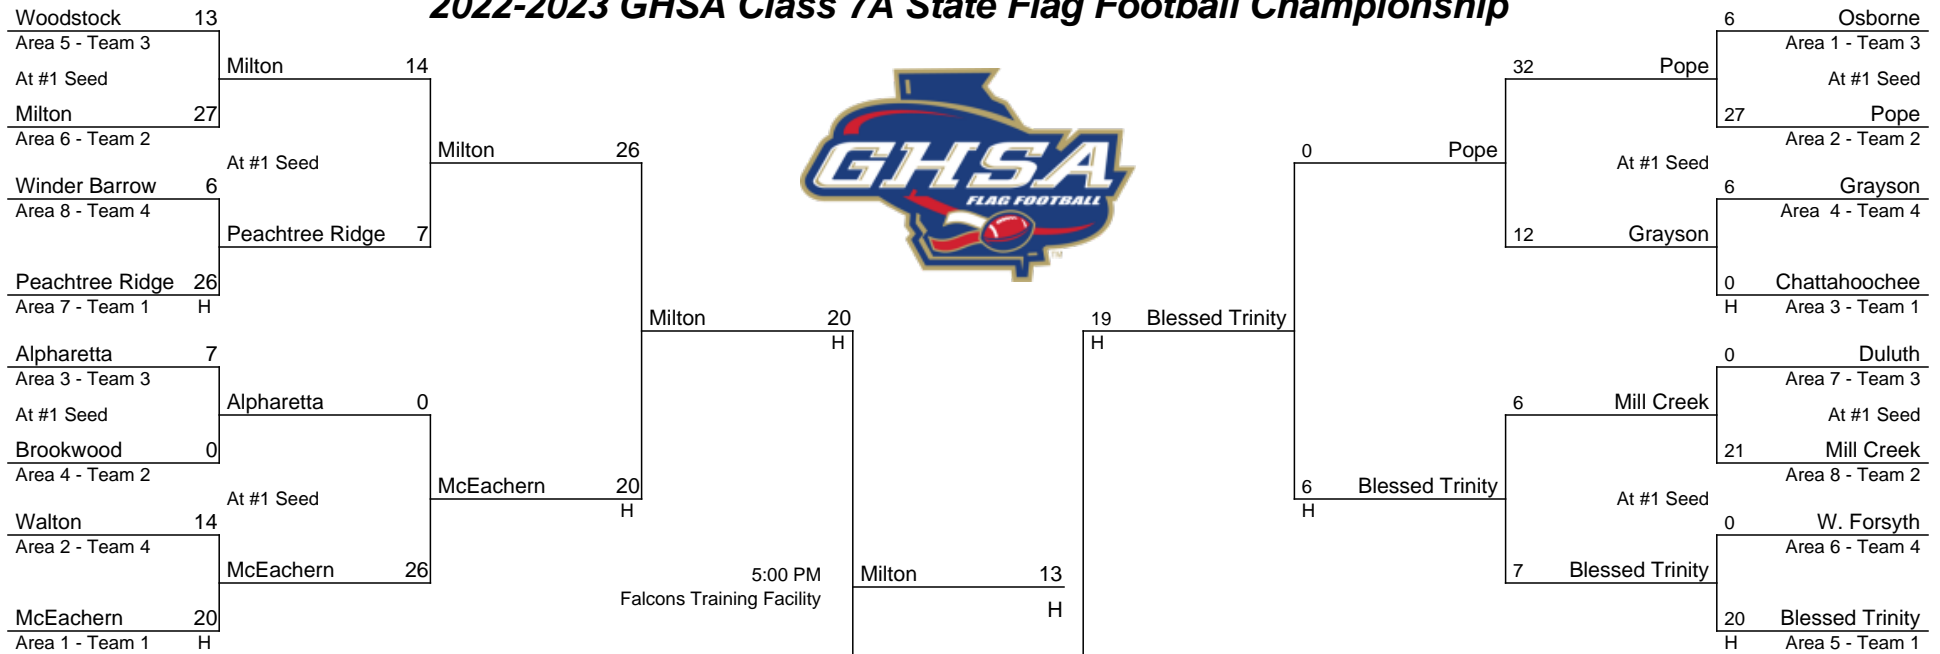 2022-2023 GHSA Class 7A State Flag Football Championship
Woodstock 13
Area 5 - Team 3
At #1 Seed
Milton 27
Area 6 - Team 2
Winder Barrow 6
Area 8 - Team 4
Peachtree Ridge 26
Area 7 - Team 1 H
Alpharetta 7
Area 3 - Team 3
At #1 Seed
Brookwood 0
Area 4 - Team 2
Walton 14
Area 2 - Team 4
McEachern 20
Area 1 - Team 1 H
Milton 14
At #1 Seed
Peachtree Ridge 7
Alpharetta 0
At #1 Seed
McEachern 26
Milton 26
McEachern 20
H
Milton 20
H
5:00 PM
Falcons Training Facility
Milton 13
H
GHSA
FLAG FOOTBALL
TM
19 Blessed Trinity
H
0 Pope
6 Blessed Trinity
H
32 Pope
At #1 Seed
12 Grayson
6 Mill Creek
At #1 Seed
7 Blessed Trinity
6 Osborne
Area 1 - Team 3
At #1 Seed
27 Pope
Area 2 - Team 2
6 Grayson
Area 4 - Team 4
0 Chattahoochee
H Area 3 - Team 1
0 Duluth
Area 7 - Team 3
At #1 Seed
21 Mill Creek
Area 8 - Team 2
0 W. Forsyth
Area 6 - Team 4
20 Blessed Trinity
H Area 5 - Team 1